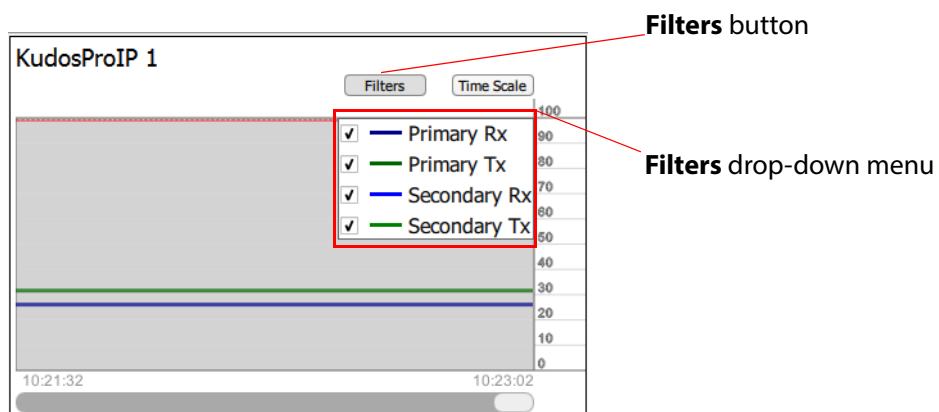 Filters button
KudosProIP 1
Filters
Time Scale
100
✓ Primary Rx
90
✓ Primary Tx
80
Filters drop-down menu
✓ Secondary Rx
70
✓ Secondary Tx
60
50
40
30
20
10
0
10:21:32
10:23:02